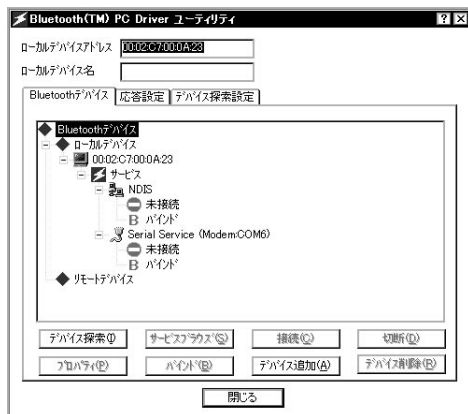 Bluetooth(TM) PC Driver ユーティリティ
ローカルデバイスアドレス 00:02:C7:00:0A:23
ローカルデバイス名
Bluetoothデバイス 応答設定 デバイス探索設定
Bluetoothデバイス
ローカルデバイス
00:02:C7:00:0A:23
サービス
NDIS
未接続
B バインド
Serial Service (Modem:COM6)
未接続
B バインド
リモートデバイス
デバイス探索(I) サービスブラウズ(S) 接続(C) 切断(D)
プロパティ(P) バインド(B) デバイス追加(A) デバイス削除(R)
閉じる